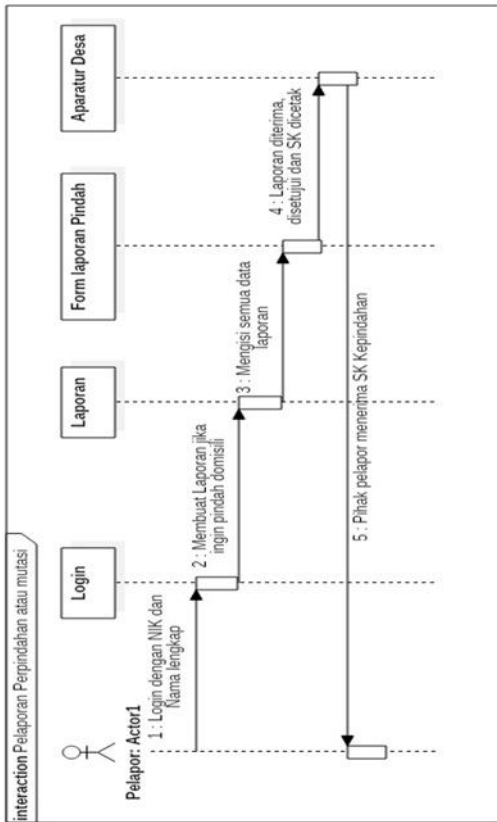 interaction Pelaporan Perpindahan atau mutasi
Pelapor: Actor1
Login
Laporan
Form laporan Pindah
Aparatur Desa
1 : Login dengan NIK dan
Nama lengkap
2 : Membuat Laporan jika
ingin pindah domisili
3 : Mengisi semua data
laporan
4 : Laporan diterima,
disetujui dan SK dicetak
5 : Pihak pelapor menerima SK Kepindahan